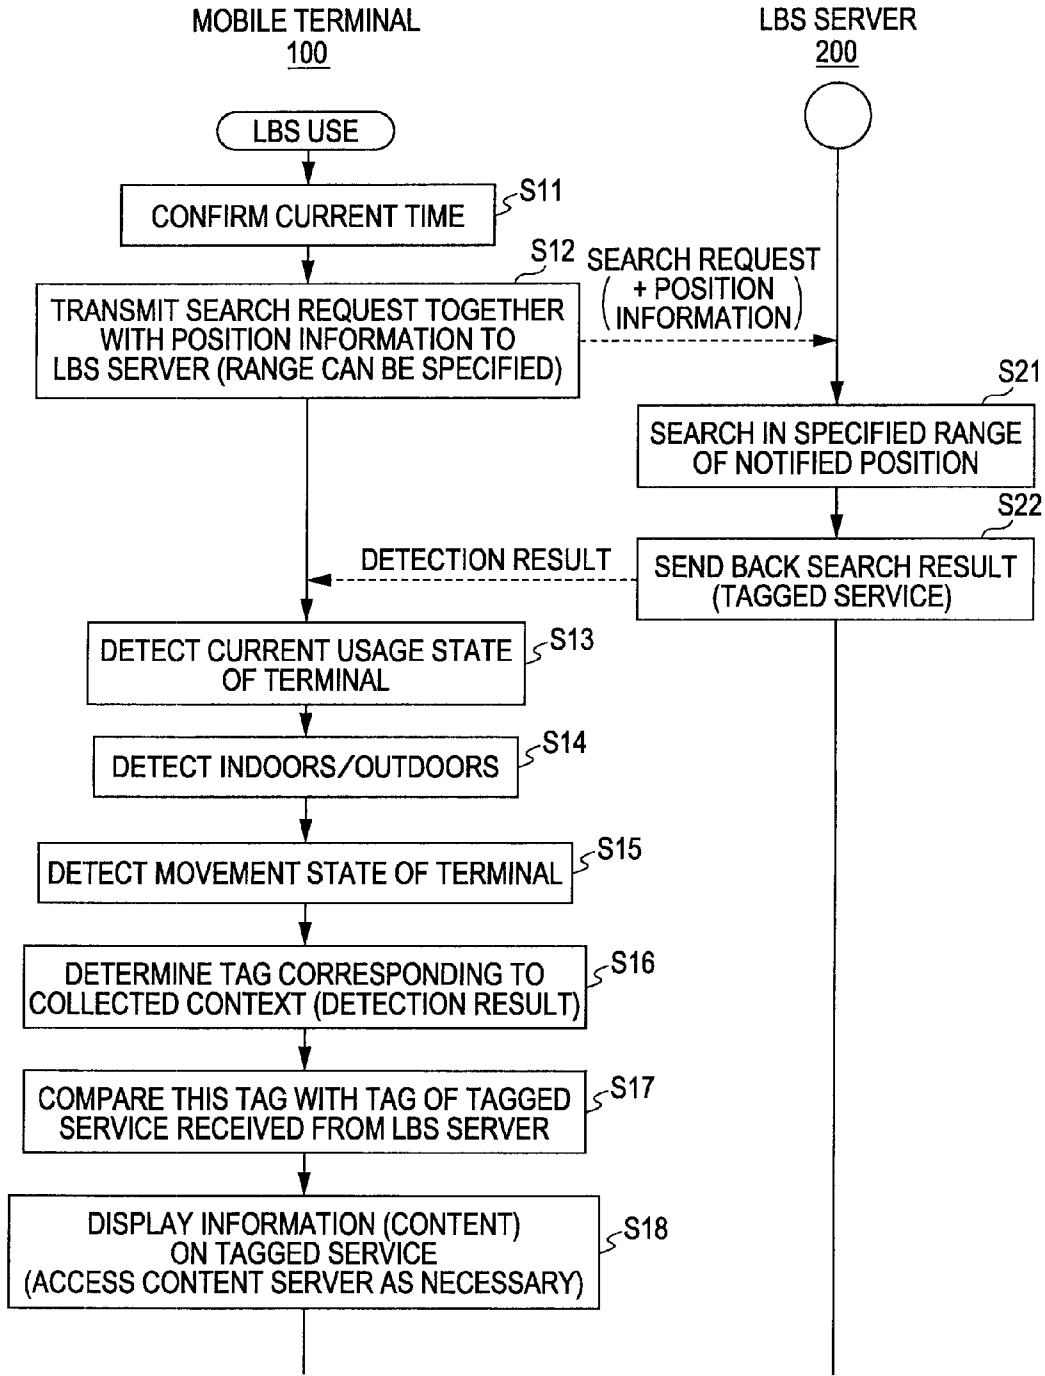 MOBILE TERMINAL
100
LBS SERVER
200
LBS USE
S11
CONFIRM CURRENT TIME
S12
TRANSMIT SEARCH REQUEST TOGETHER
WITH POSITION INFORMATION TO
LBS SERVER (RANGE CAN BE SPECIFIED)
SEARCH REQUEST
(+ POSITION
INFORMATION)
S21
SEARCH IN SPECIFIED RANGE
OF NOTIFIED POSITION
S22
SEND BACK SEARCH RESULT
(TAGGED SERVICE)
DETECTION RESULT
S13
DETECT CURRENT USAGE STATE
OF TERMINAL
S14
DETECT INDOORS/OUTDOORS
S15
DETECT MOVEMENT STATE OF TERMINAL
S16
DETERMINE TAG CORRESPONDING TO
COLLECTED CONTEXT (DETECTION RESULT)
S17
COMPARE THIS TAG WITH TAG OF TAGGED
SERVICE RECEIVED FROM LBS SERVER
S18
DISPLAY INFORMATION (CONTENT)
ON TAGGED SERVICE
(ACCESS CONTENT SERVER AS NECESSARY)